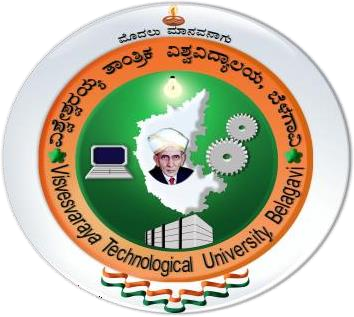 ಮೊದಲು ಮಾನವನಾಗು
ವಿಶ್ವೇಶ್ವರಯ್ಯ ತಾಂತ್ರಿಕ ವಿಶ್ವವಿದ್ಯಾಲಯ, ಬೆಳಗಾವಿ
Visvesvaraya Technological University, Belagavi